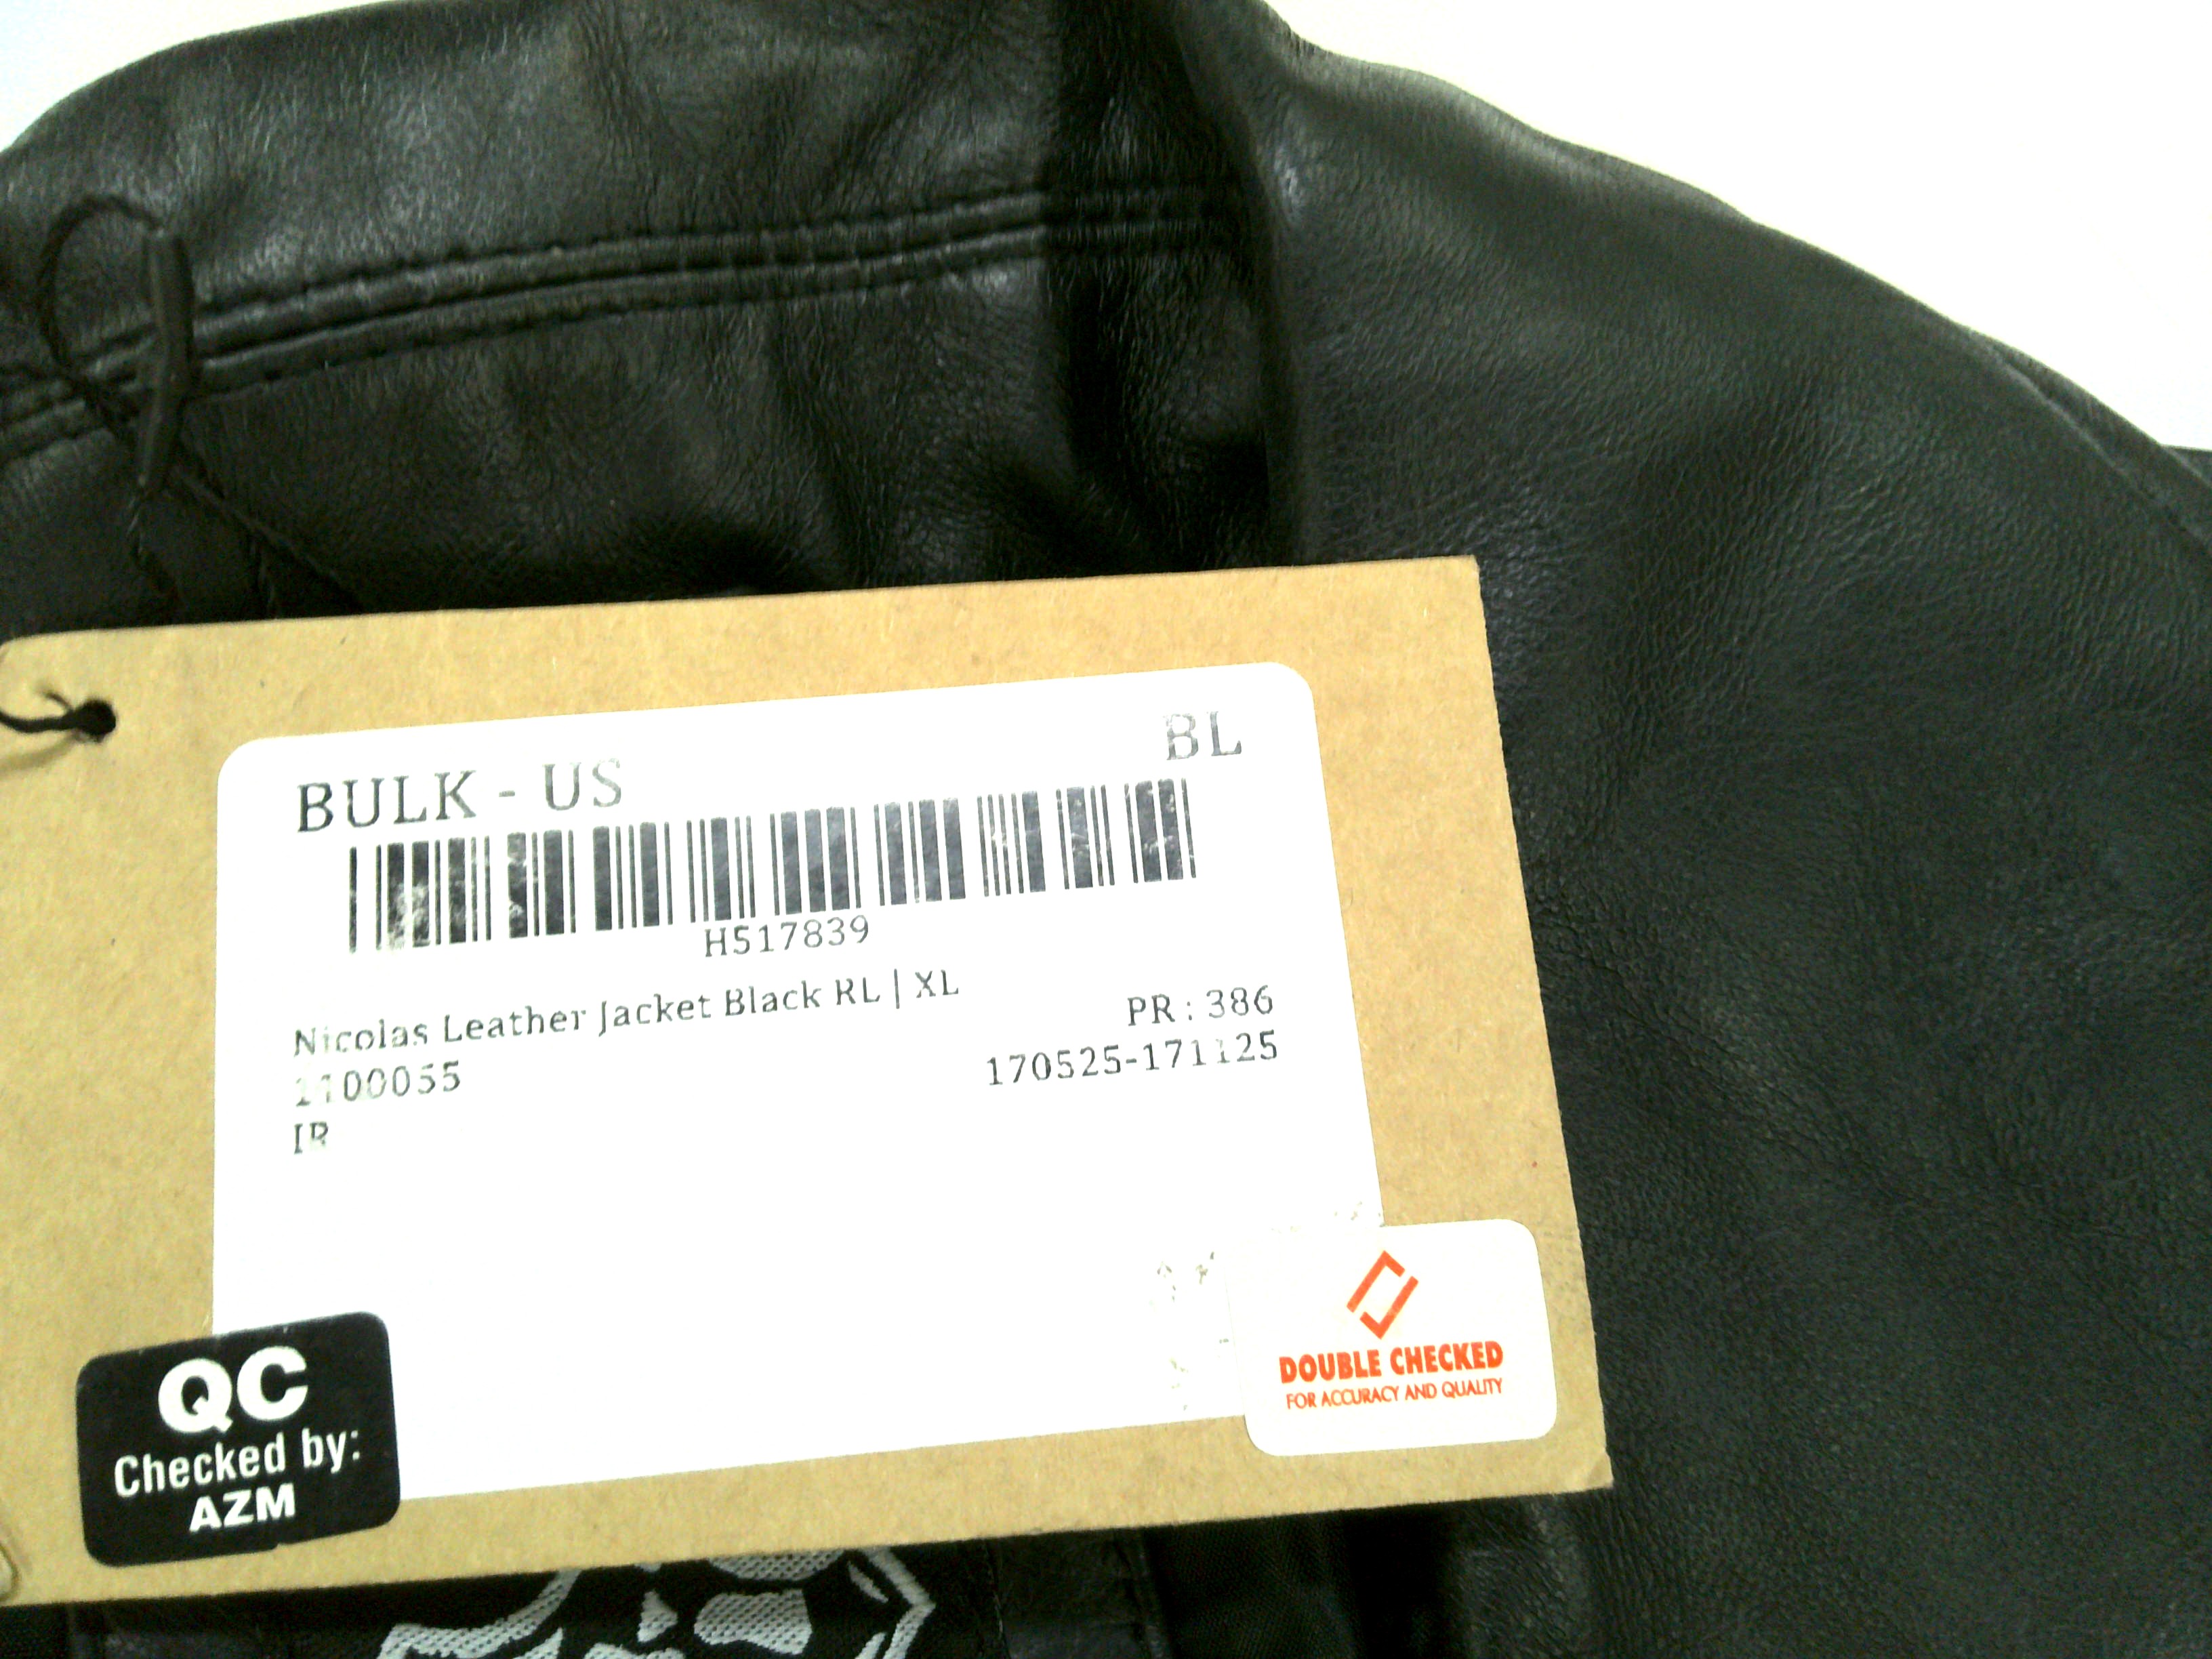 BULK - US
BL
H517839
Nicolas Leather Jacket Black RL | XL
PR : 386
1100055
170525-171125
IR
QC
Checked by:
AZM
DOUBLE CHECKED
FOR ACCURACY AND QUALITY